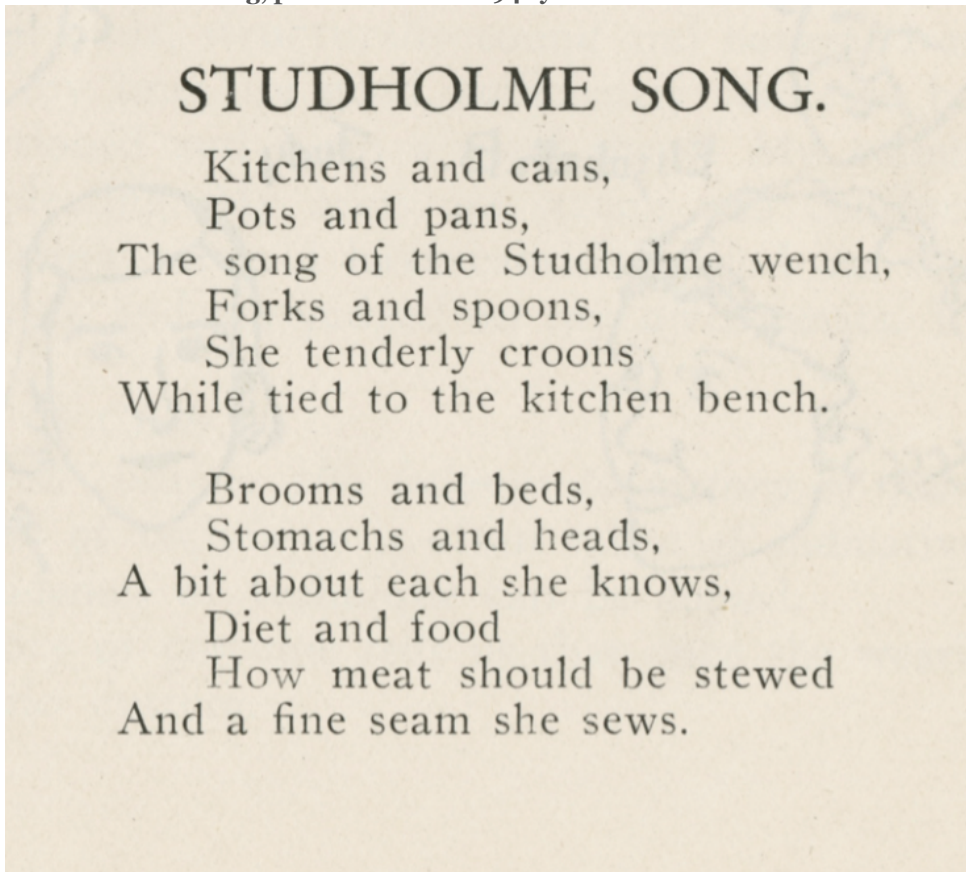 STUDHOLME SONG.
Kitchens and cans,
Pots and pans,
The song of the Studholme wench,
Forks and spoons,
She tenderly croons
While tied to the kitchen bench.
Brooms and beds,
Stomachs and heads,
A bit about each she knows,
Diet and food
How meat should be stewed
And a fine seam she sews.